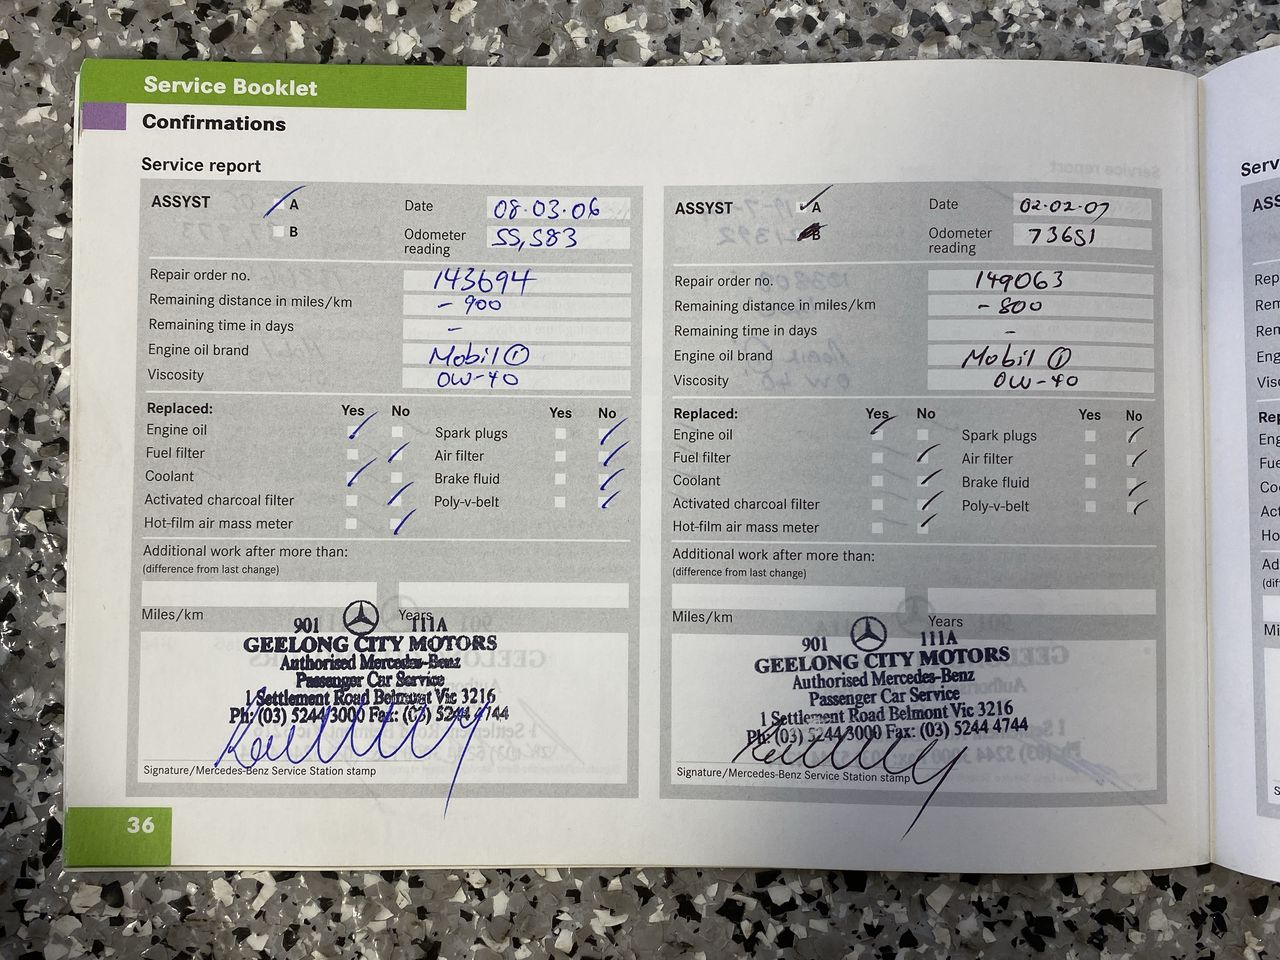 Service Booklet
Confirmations
Service report
ASSYST
A
B
Date 08.03.06
Odometer reading 55,583
Repair order no. 143694
Remaining distance in miles/km - 900
Remaining time in days -
Engine oil brand Mobil 1
Viscosity 0W-40
Replaced: Yes No Yes No
Engine oil Spark plugs
Fuel filter Air filter
Coolant Brake fluid
Activated charcoal filter Poly-v-belt
Hot-film air mass meter
Additional work after more than:
(difference from last change)
Miles/km Years
901 111A
GEELONG CITY MOTORS
Authorised Mercedes-Benz
Passenger Car Service
1 Settlement Road Belmont Vic 3216
Ph: (03) 5244 3000 Fax: (03) 5244 4744
Signature/Mercedes-Benz Service Station stamp
36
ASSYST
A
B
Date 02.02.07
Odometer reading 73651
Repair order no. 149063
Remaining distance in miles/km - 800
Remaining time in days -
Engine oil brand Mobil 1
Viscosity 0W-40
Replaced: Yes No Yes No
Engine oil Spark plugs
Fuel filter Air filter
Coolant Brake fluid
Activated charcoal filter Poly-v-belt
Hot-film air mass meter
Additional work after more than:
(difference from last change)
Miles/km Years
901 111A
GEELONG CITY MOTORS
Authorised Mercedes-Benz
Passenger Car Service
1 Settlement Road Belmont Vic 3216
Ph: (03) 5244 3000 Fax: (03) 5244 4744
Signature/Mercedes-Benz Service Station stamp